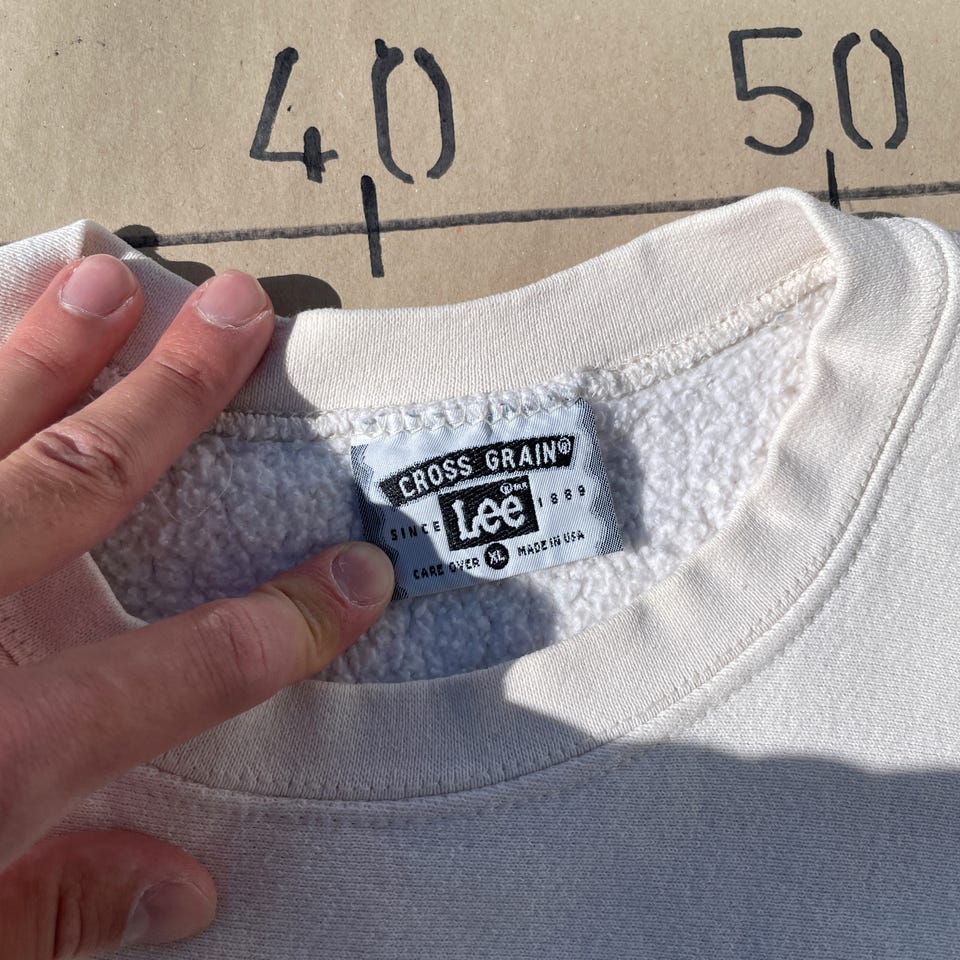 40 50
CROSS GRAIN®
Lee ®
SINCE 1889
CARE OVER XL MADE IN USA